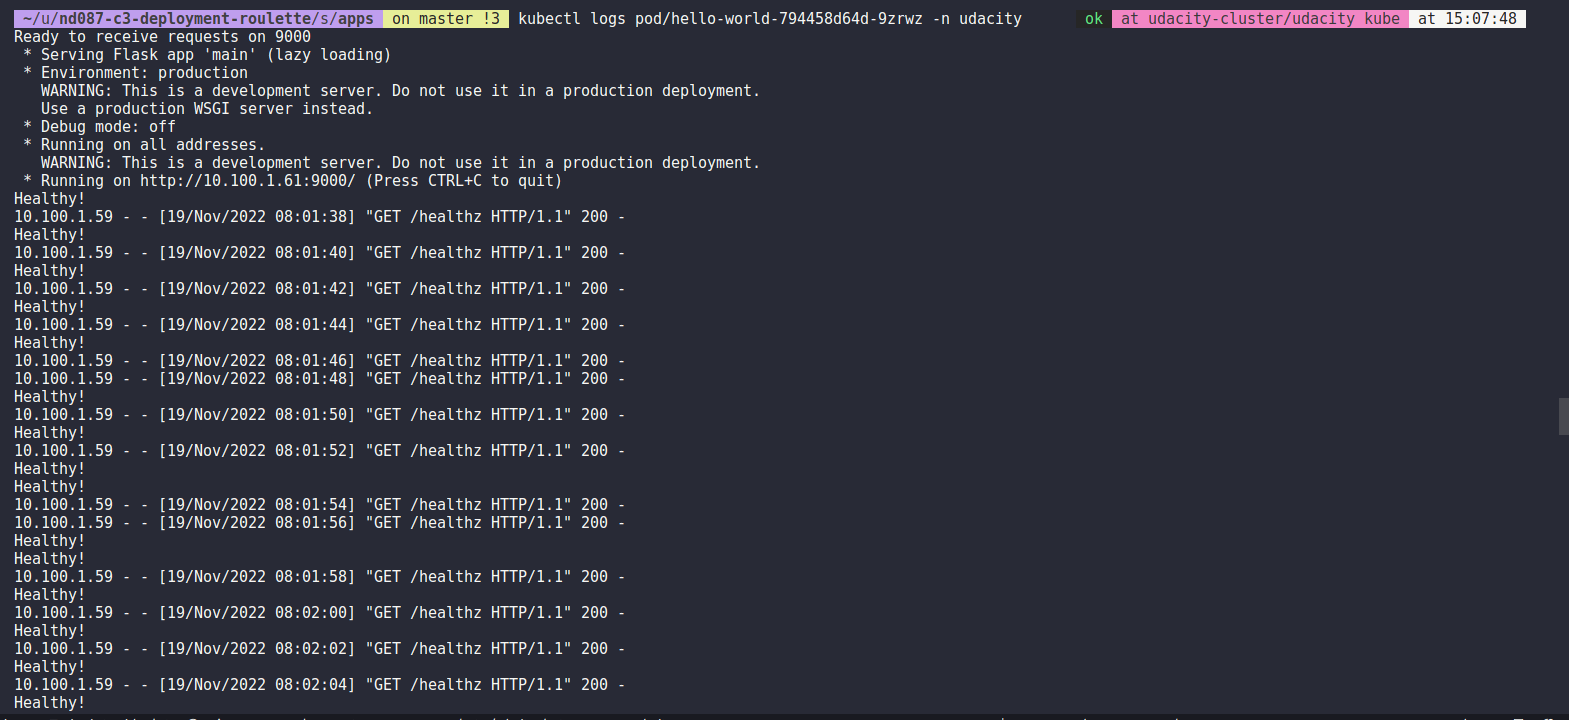 ~/u/nd087-c3-deployment-roulette/s/apps on master !3 kubectl logs pod/hello-world-794458d64d-9zrwz -n udacity ok at udacity-cluster/udacity kube at 15:07:48
Ready to receive requests on 9000
* Serving Flask app 'main' (lazy loading)
* Environment: production
WARNING: This is a development server. Do not use it in a production deployment.
Use a production WSGI server instead.
* Debug mode: off
* Running on all addresses.
WARNING: This is a development server. Do not use it in a production deployment.
* Running on http://10.100.1.61:9000/ (Press CTRL+C to quit)
Healthy!
10.100.1.59 - - [19/Nov/2022 08:01:38] "GET /healthz HTTP/1.1" 200 -
Healthy!
10.100.1.59 - - [19/Nov/2022 08:01:40] "GET /healthz HTTP/1.1" 200 -
Healthy!
10.100.1.59 - - [19/Nov/2022 08:01:42] "GET /healthz HTTP/1.1" 200 -
Healthy!
10.100.1.59 - - [19/Nov/2022 08:01:44] "GET /healthz HTTP/1.1" 200 -
Healthy!
10.100.1.59 - - [19/Nov/2022 08:01:46] "GET /healthz HTTP/1.1" 200 -
10.100.1.59 - - [19/Nov/2022 08:01:48] "GET /healthz HTTP/1.1" 200 -
Healthy!
10.100.1.59 - - [19/Nov/2022 08:01:50] "GET /healthz HTTP/1.1" 200 -
Healthy!
10.100.1.59 - - [19/Nov/2022 08:01:52] "GET /healthz HTTP/1.1" 200 -
Healthy!
Healthy!
10.100.1.59 - - [19/Nov/2022 08:01:54] "GET /healthz HTTP/1.1" 200 -
10.100.1.59 - - [19/Nov/2022 08:01:56] "GET /healthz HTTP/1.1" 200 -
Healthy!
Healthy!
10.100.1.59 - - [19/Nov/2022 08:01:58] "GET /healthz HTTP/1.1" 200 -
Healthy!
10.100.1.59 - - [19/Nov/2022 08:02:00] "GET /healthz HTTP/1.1" 200 -
Healthy!
10.100.1.59 - - [19/Nov/2022 08:02:02] "GET /healthz HTTP/1.1" 200 -
Healthy!
10.100.1.59 - - [19/Nov/2022 08:02:04] "GET /healthz HTTP/1.1" 200 -
Healthy!